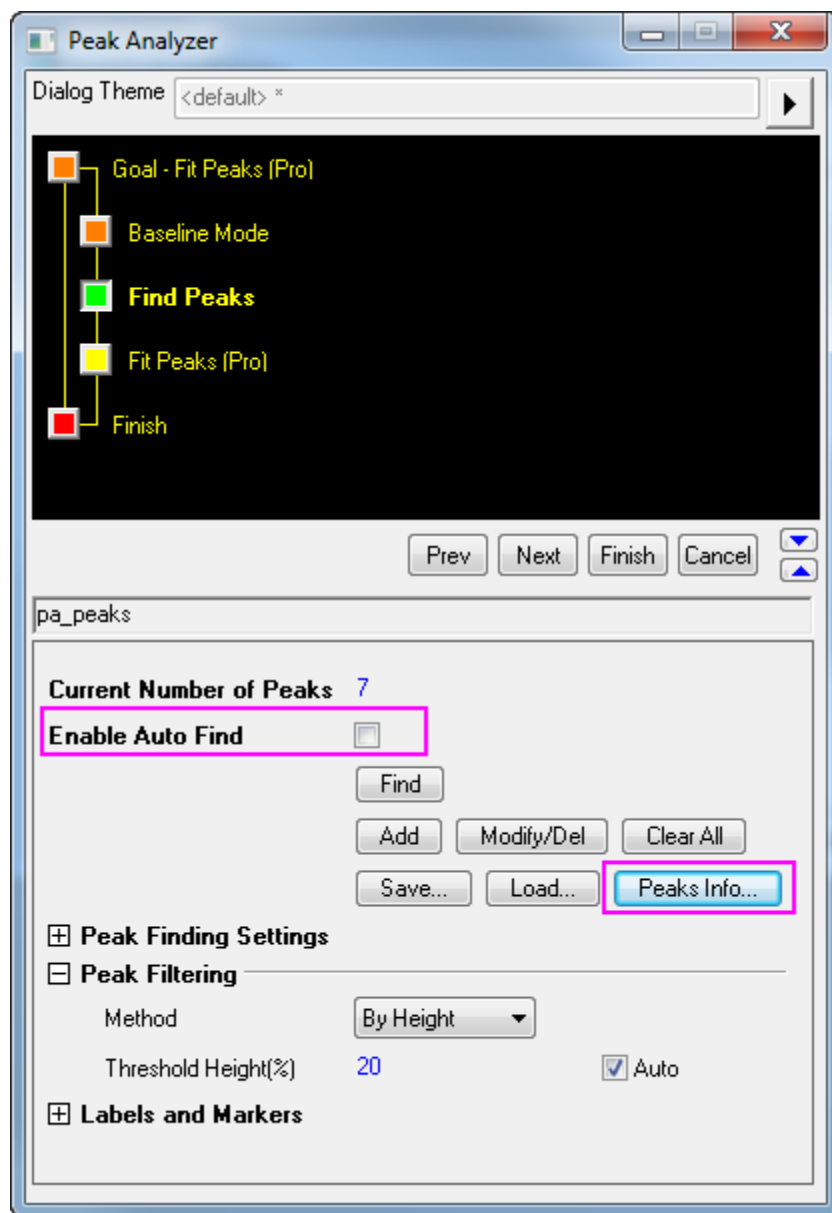 Peak Analyzer
Dialog Theme <default> *
Goal - Fit Peaks (Pro)
Baseline Mode
Find Peaks
Fit Peaks (Pro)
Finish
Prev Next Finish Cancel
pa_peaks
Current Number of Peaks 7
Enable Auto Find
Find
Add Modify/Del Clear All
Save... Load... Peaks Info...
Peak Finding Settings
Peak Filtering
Method By Height
Threshold Height(%) 20 Auto
Labels and Markers